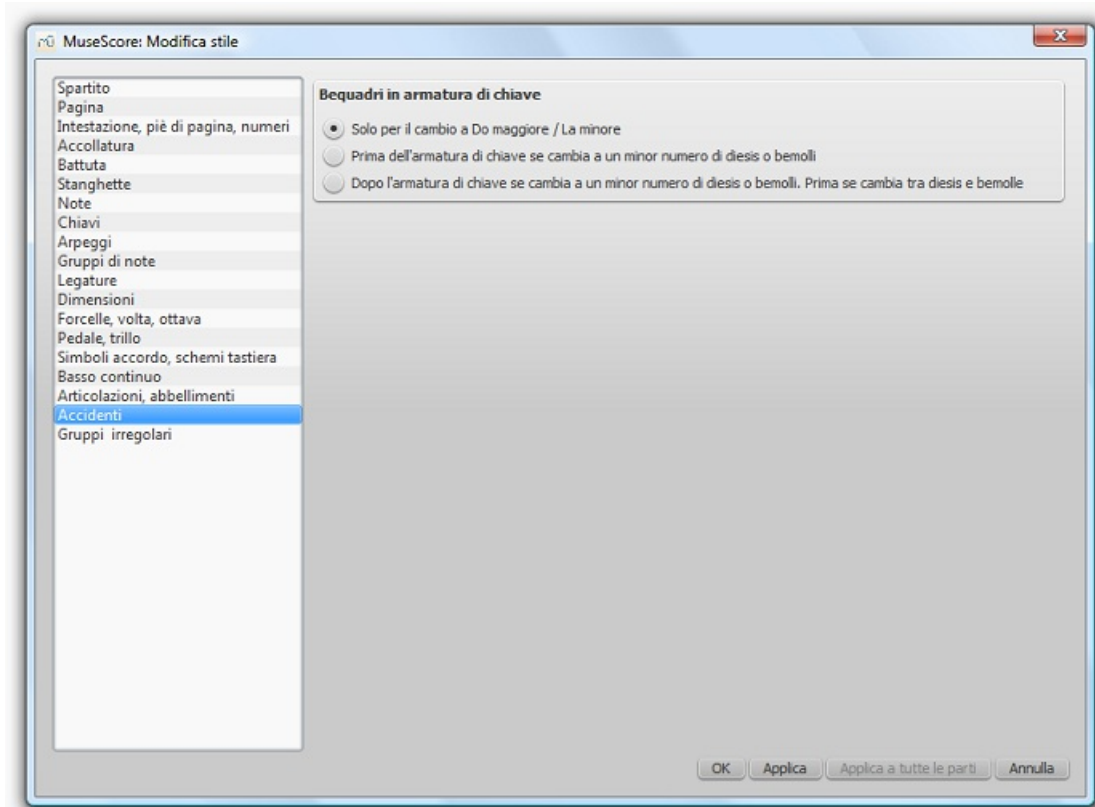 MuseScore: Modifica stile
Spartito
Pagina
Intestazione, piè di pagina, numeri
Accollatura
Battuta
Stanghette
Note
Chiavi
Arpeggi
Gruppi di note
Legature
Dimensioni
Forcelle, volta, ottava
Pedale, trillo
Simboli accordo, schemi tastiera
Basso continuo
Articolazioni, abbellimenti
Accidenti
Gruppi irregolari
Bequadri in armatura di chiave
Solo per il cambio a Do maggiore / La minore
Prima dell'armatura di chiave se cambia a un minor numero di diesis o bemolli
Dopo l'armatura di chiave se cambia a un minor numero di diesis o bemolli. Prima se cambia tra diesis e bemolle
OK Applica Applica a tutte le parti Annulla